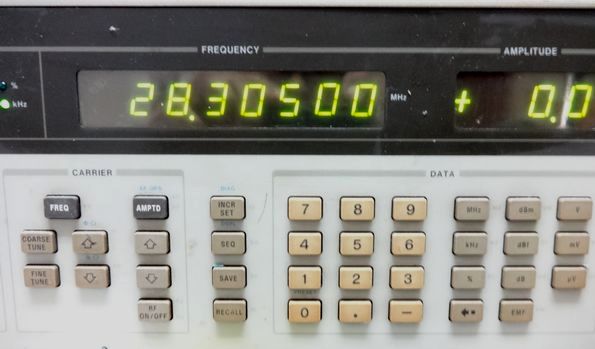 FREQUENCY AMPLITUDE
%
kHz
28.30500 MHz + 0.0
CARRIER DATA
FREQ AMPTD INCR SET 7 8 9 MHz dBm V
COARSE TUNE SEQ 4 5 6 kHz dBf mV
FINE TUNE SAVE 1 2 3 % dB μV
RF ON/OFF RECALL 0 . − EMF